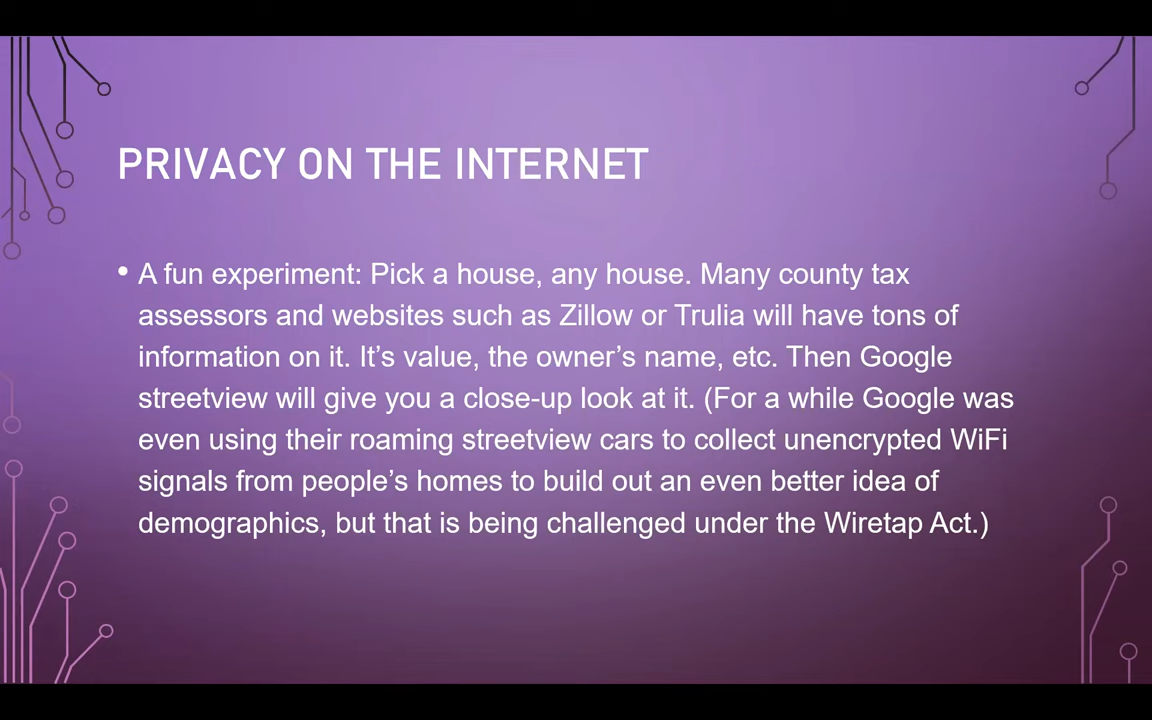 PRIVACY ON THE INTERNET
• A fun experiment: Pick a house, any house. Many county tax
assessors and websites such as Zillow or Trulia will have tons of
information on it. It’s value, the owner’s name, etc. Then Google
streetview will give you a close-up look at it. (For a while Google was
even using their roaming streetview cars to collect unencrypted WiFi
signals from people’s homes to build out an even better idea of
demographics, but that is being challenged under the Wiretap Act.)